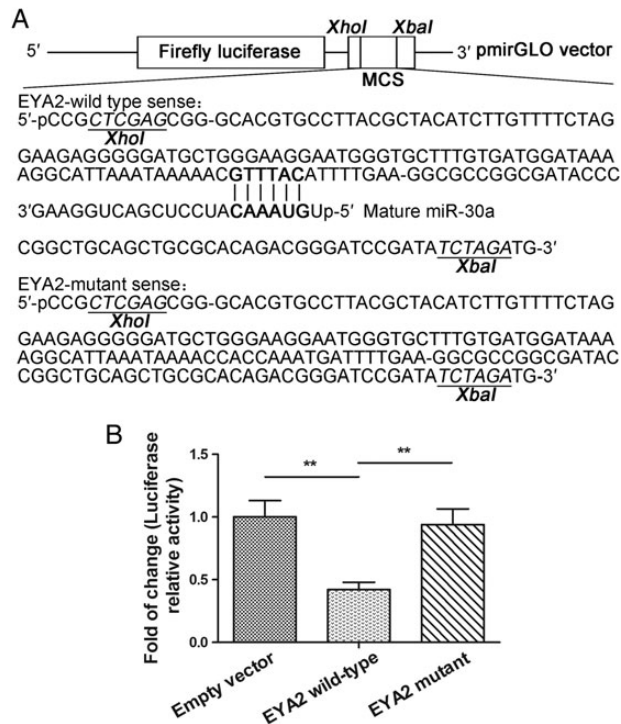 A
XhoI XbaI
5′ Firefly luciferase 3′ pmirGLO vector
MCS
EYA2-wild type sense:
5′-pCCGCTCGAGCGG-GCACGTGCCTTACGCTACATCTTGTTTTCTAG
XhoI
GAAGAGGGGGATGCTGGGAAGGAATGGGTGCTTTGTGATGGATAAA
AGGCATTAAATAAAAACGTTTACATTTTGAA-GGCGCCGGCGATACCC
3′GAAGGUCAGCUCCUACAAAUGUp-5′ Mature miR-30a
CGGCTGCAGCTGCGCACAGACGGGATCCGATATCTAGATG-3′
XbaI
EYA2-mutant sense:
5′-pCCGCTCGAGCGG-GCACGTGCCTTACGCTACATCTTGTTTTCTAG
XhoI
GAAGAGGGGGATGCTGGGAAGGAATGGGTGCTTTGTGATGGATAAA
AGGCATTAAATAAAACCACCAAATGATTTTGAA-GGCGCCGGCGATAC
CCGGCTGCAGCTGCGCACAGACGGGATCCGATATCTAGATG-3′
XbaI
B
Fold of change (Luciferase
relative activity)
1.5
1.0
0.5
0.0
** **
Empty vector
EYA2 wild-type
EYA2 mutant